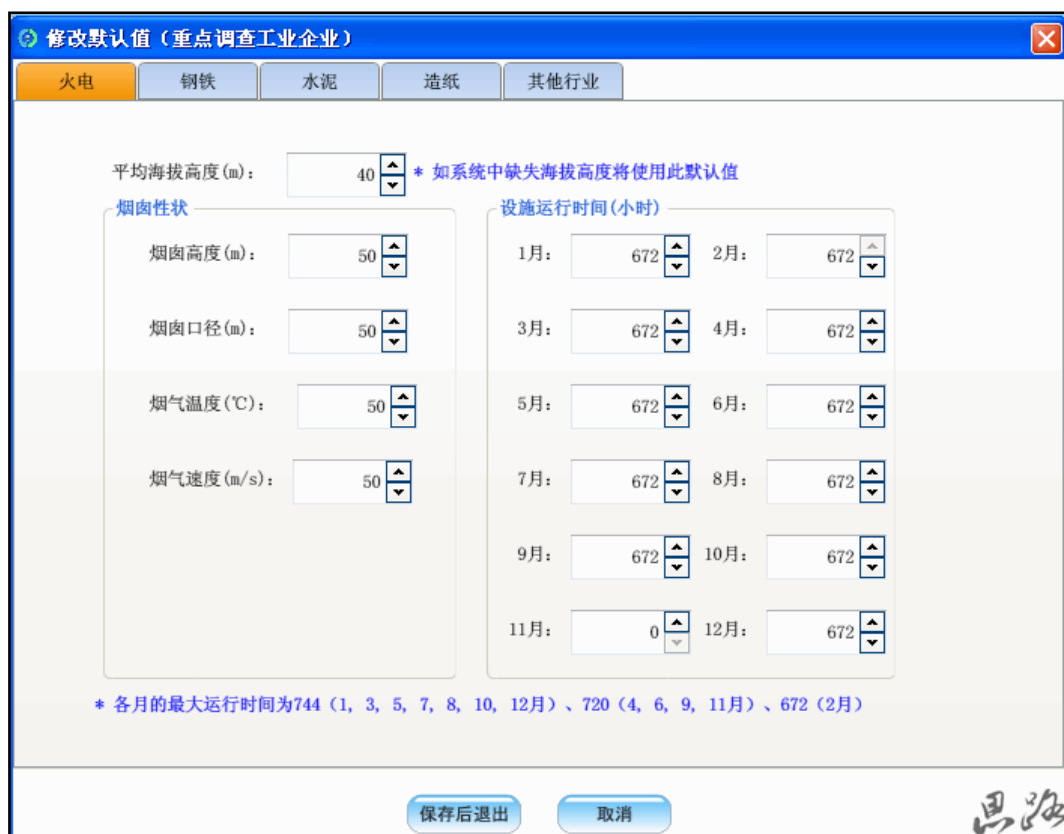 修改默认值（重点调查工业企业）
火电 钢铁 水泥 造纸 其他行业
平均海拔高度(m): 40 * 如系统中缺失海拔高度将使用此默认值
烟囱性状 设施运行时间(小时)
烟囱高度(m): 50 1月: 672 2月: 672
烟囱口径(m): 50 3月: 672 4月: 672
烟气温度(℃): 50 5月: 672 6月: 672
烟气速度(m/s): 50 7月: 672 8月: 672
9月: 672 10月: 672
11月: 0 12月: 672
* 各月的最大运行时间为744（1, 3, 5, 7, 8, 10, 12月）、720（4, 6, 9, 11月）、672（2月）
保存后退出 取消
思路